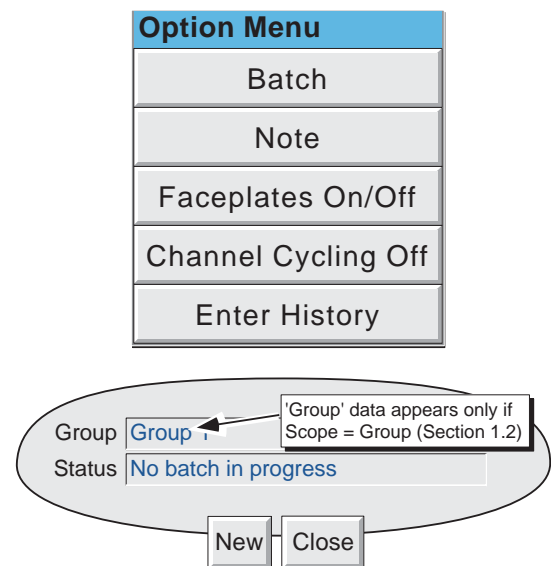 Option Menu
Batch
Note
Faceplates On/Off
Channel Cycling Off
Enter History
'Group' data appears only if
Scope = Group (Section 1.2)
Group Group 1
Status No batch in progress
New Close